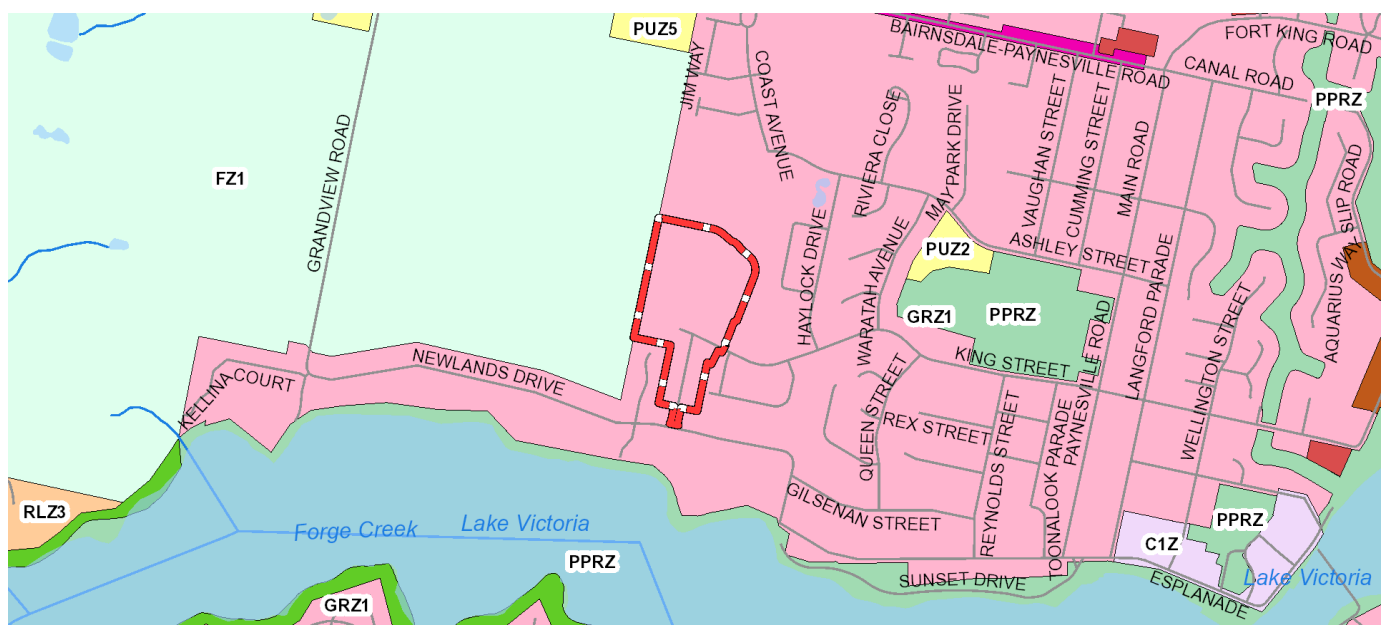 PUZ5
BAIRNSDALE-PAYNESVILLE ROAD
FORT KING ROAD
CANAL ROAD
JIM WAY
COAST AVENUE
PPRZ
RIVIERA CLOSE
MAY PARK DRIVE
VAUGHAN STREET
CUMMING STREET
MAIN ROAD
SLIP ROAD
FZ1
GRANDVIEW ROAD
HAYLOCK DRIVE
WARATAH AVENUE
PUZ2
ASHLEY STREET
LANGFORD PARADE
AQUARIUS WAY
GRZ1
PPRZ
KING STREET
PAYNESVILLE ROAD
WELLINGTON STREET
NEWLANDS DRIVE
KELLINA COURT
QUEEN STREET
REX STREET
REYNOLDS STREET
TOONALOOK PARADE
RLZ3
GILSENAN STREET
Forge Creek
Lake Victoria
PPRZ
C1Z
PPRZ
SUNSET DRIVE
ESPLANADE
Lake Victoria
GRZ1